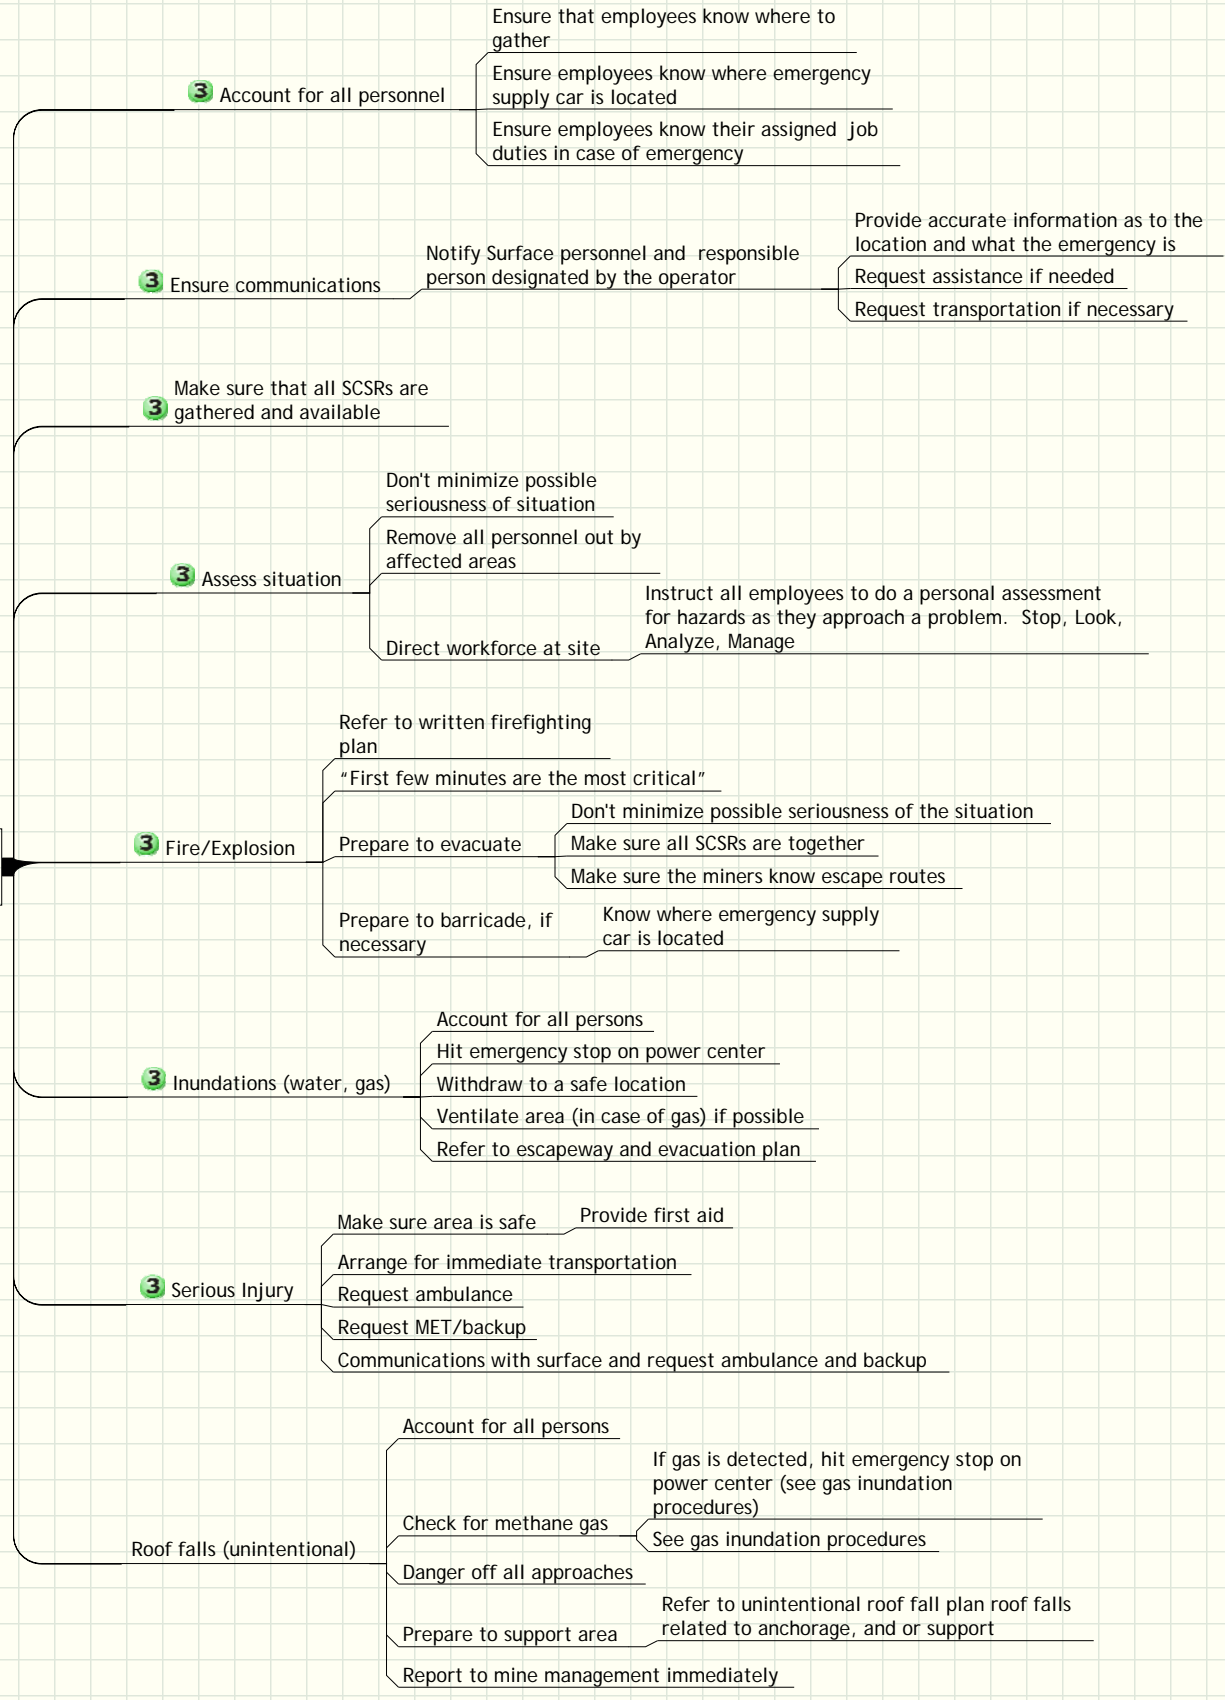 Ensure that employees know where to
gather
Ensure employees know where emergency
supply car is located
Ensure employees know their assigned  job
duties in case of emergency
3 Account for all personnel
Provide accurate information as to the
location and what the emergency is
Request assistance if needed
Request transportation if necessary
Notify Surface personnel and  responsible
person designated by the operator
3 Ensure communications
Make sure that all SCSRs are
3 gathered and available
Don't minimize possible
seriousness of situation
Remove all personnel out by
affected areas
3 Assess situation
Instruct all employees to do a personal assessment
for hazards as they approach a problem.  Stop, Look,
Analyze, Manage
Direct workforce at site
Refer to written firefighting
plan
“First few minutes are the most critical”
3 Fire/Explosion
Prepare to evacuate
Don't minimize possible seriousness of the situation
Make sure all SCSRs are together
Make sure the miners know escape routes
Prepare to barricade, if
necessary
Know where emergency supply
car is located
3 Inundations (water, gas)
Account for all persons
Hit emergency stop on power center
Withdraw to a safe location
Ventilate area (in case of gas) if possible
Refer to escapeway and evacuation plan
3 Serious Injury
Make sure area is safe
Provide first aid
Arrange for immediate transportation
Request ambulance
Request MET/backup
Communications with surface and request ambulance and backup
Roof falls (unintentional)
Account for all persons
Check for methane gas
If gas is detected, hit emergency stop on
power center (see gas inundation
procedures)
See gas inundation procedures
Danger off all approaches
Prepare to support area
Refer to unintentional roof fall plan roof falls
related to anchorage, and or support
Report to mine management immediately